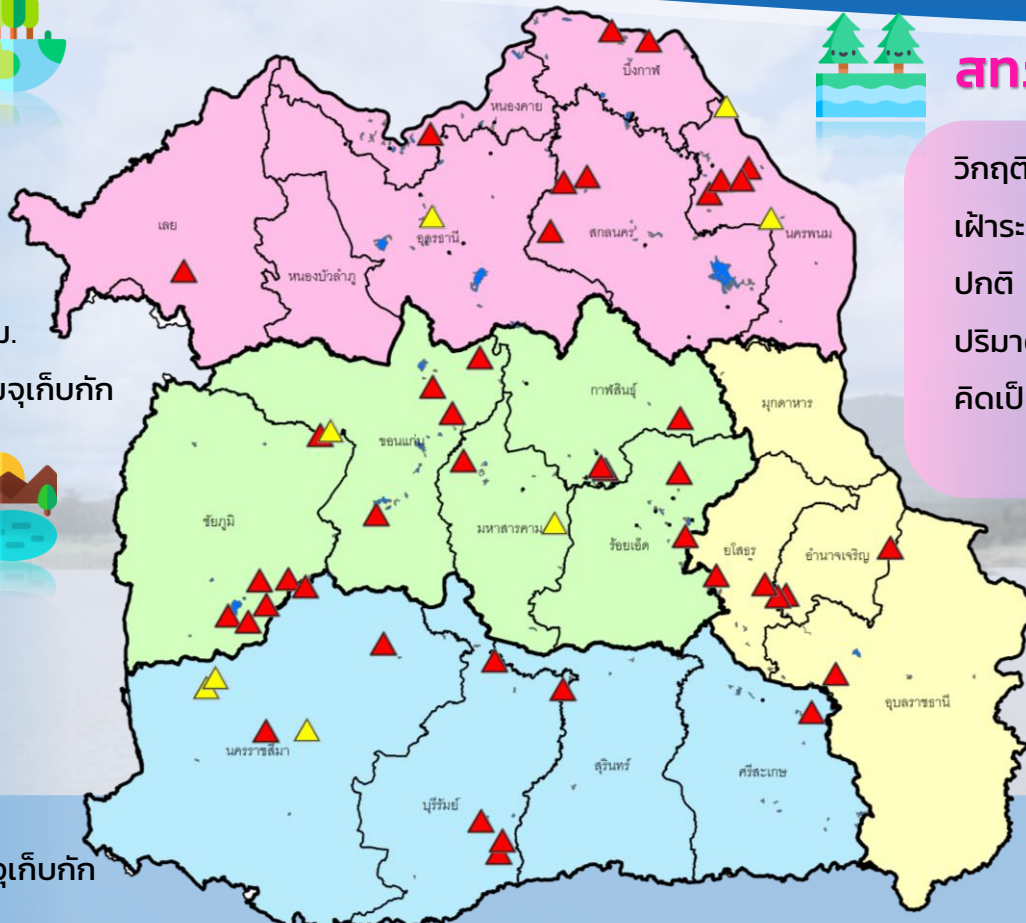 สท
วิกฤติ
เฝ้าระ
ปกติ
ปริมา
คิดเป็
ม.
จุเก็บกัก
จุเก็บกัก
บึงกาฬ
หนองคาย
เลย
อุดรธานี
สกลนคร
นครพนม
หนองบัวลำภู
กาฬสินธุ์
มุกดาหาร
ขอนแก่น
ชัยภูมิ
มหาสารคาม
ร้อยเอ็ด
ยโสธร
อำนาจเจริญ
อุบลราชธานี
นครราชสีมา
บุรีรัมย์
สุรินทร์
ศรีสะเกษ